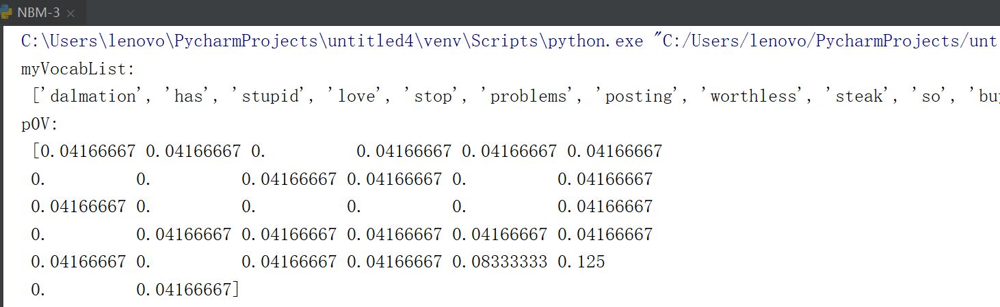 NBM-3
C:\Users\lenovo\PycharmProjects\untitled4\venv\Scripts\python.exe "C:/Users/lenovo/PycharmProjects/unt
myVocabList:
['dalmation', 'has', 'stupid', 'love', 'stop', 'problems', 'posting', 'worthless', 'steak', 'so', 'bu
p0V:
[0.04166667 0.04166667 0. 0.04166667 0.04166667 0.04166667
0. 0. 0.04166667 0.04166667 0. 0.04166667
0.04166667 0. 0. 0. 0. 0.04166667
0. 0.04166667 0.04166667 0.04166667 0.04166667 0.04166667
0.04166667 0. 0.04166667 0.04166667 0.08333333 0.125
0. 0.04166667]